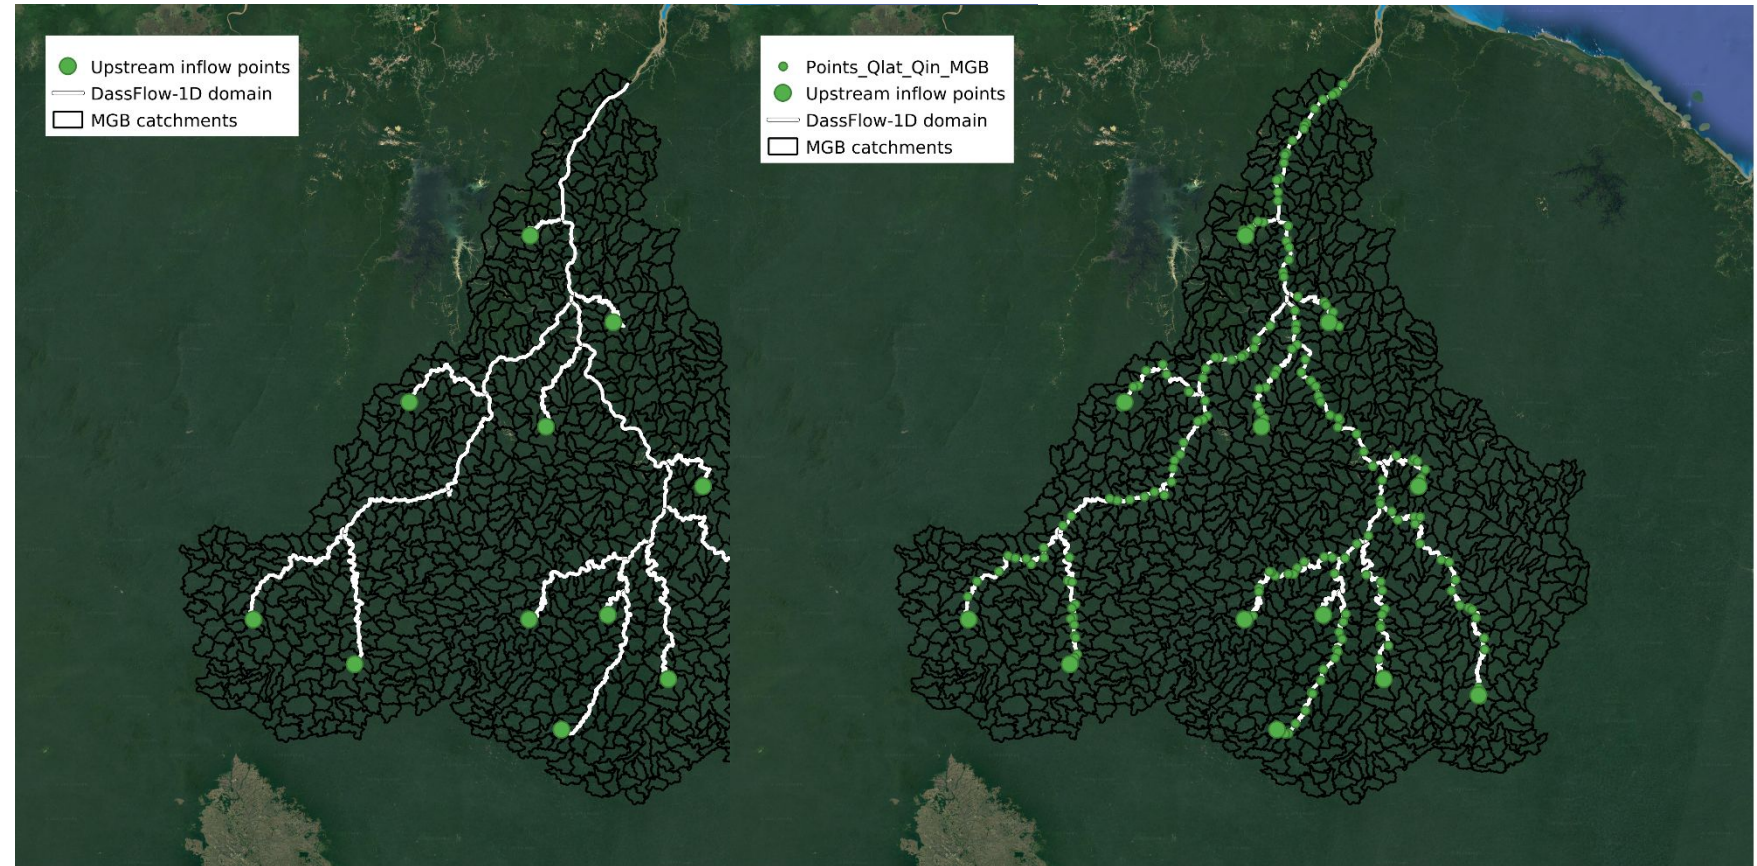 Upstream inflow points
DassFlow-1D domain
MGB catchments
Points_Qlat_Qin_MGB
Upstream inflow points
DassFlow-1D domain
MGB catchments